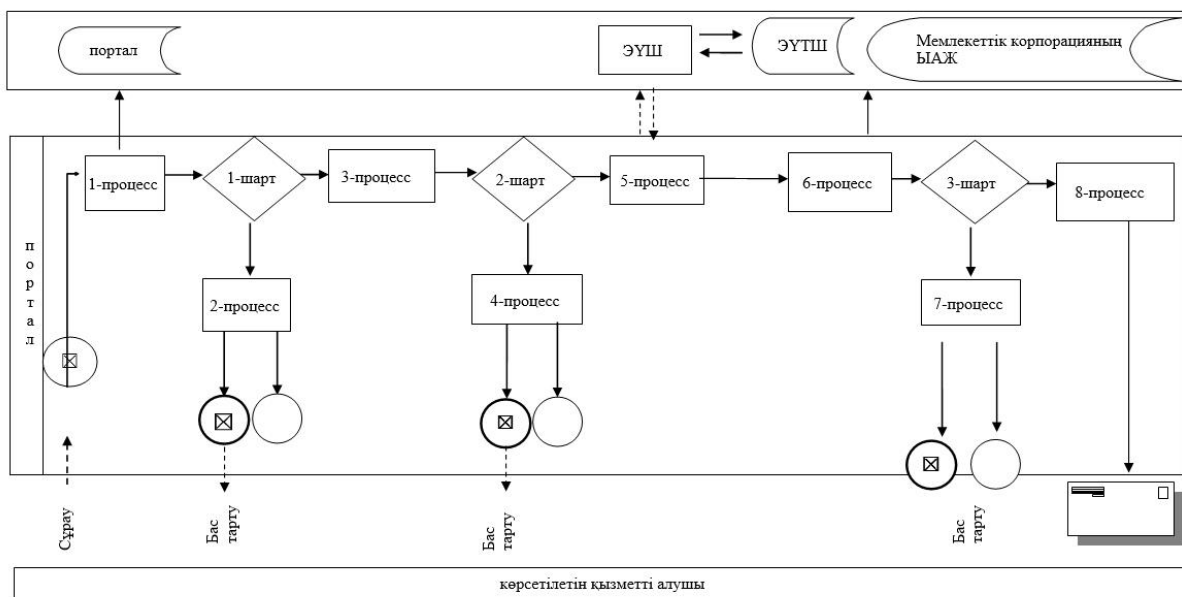 портал
ЭҮШ
ЭҮТШ
Мемлекеттік корпорацияның
ЫАЖ
портал
1-процесс
1-шарт
3-процесс
2-шарт
5-процесс
6-процесс
3-шарт
8-процесс
2-процесс
4-процесс
7-процесс
Сұрау
Бас
тарту
Бас
тарту
Бас
тарту
көрсетілетін қызметті алушы